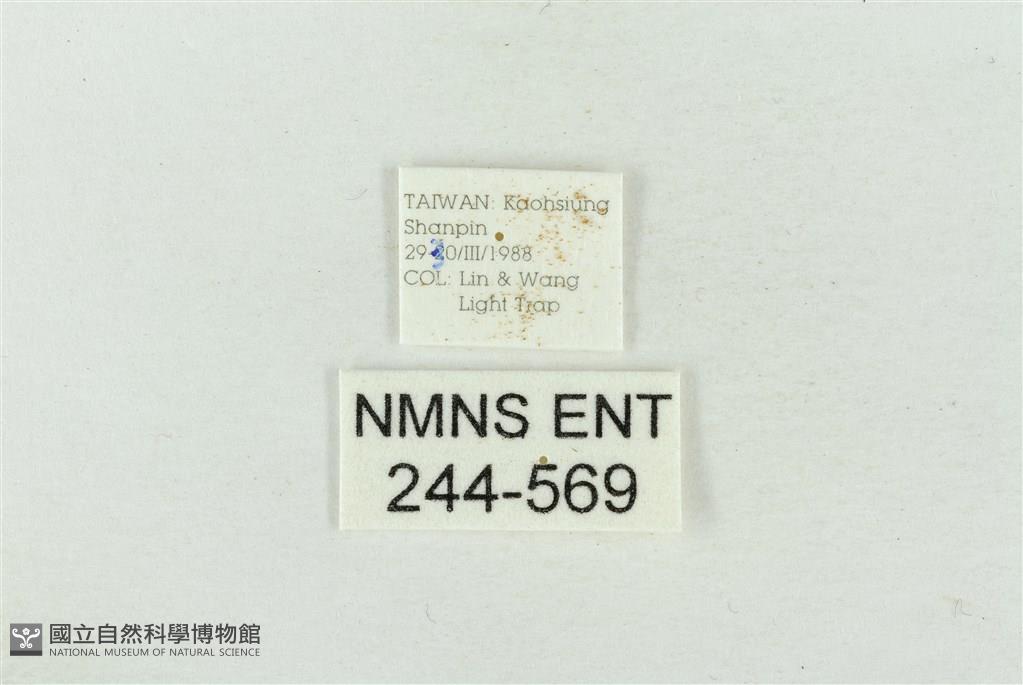 TAIWAN: Kaohsiung
Shanpin
29-30/III/1988
COL: Lin & Wang
Light Trap
NMNS ENT
244-569
國立自然科學博物館
NATIONAL MUSEUM OF NATURAL SCIENCE